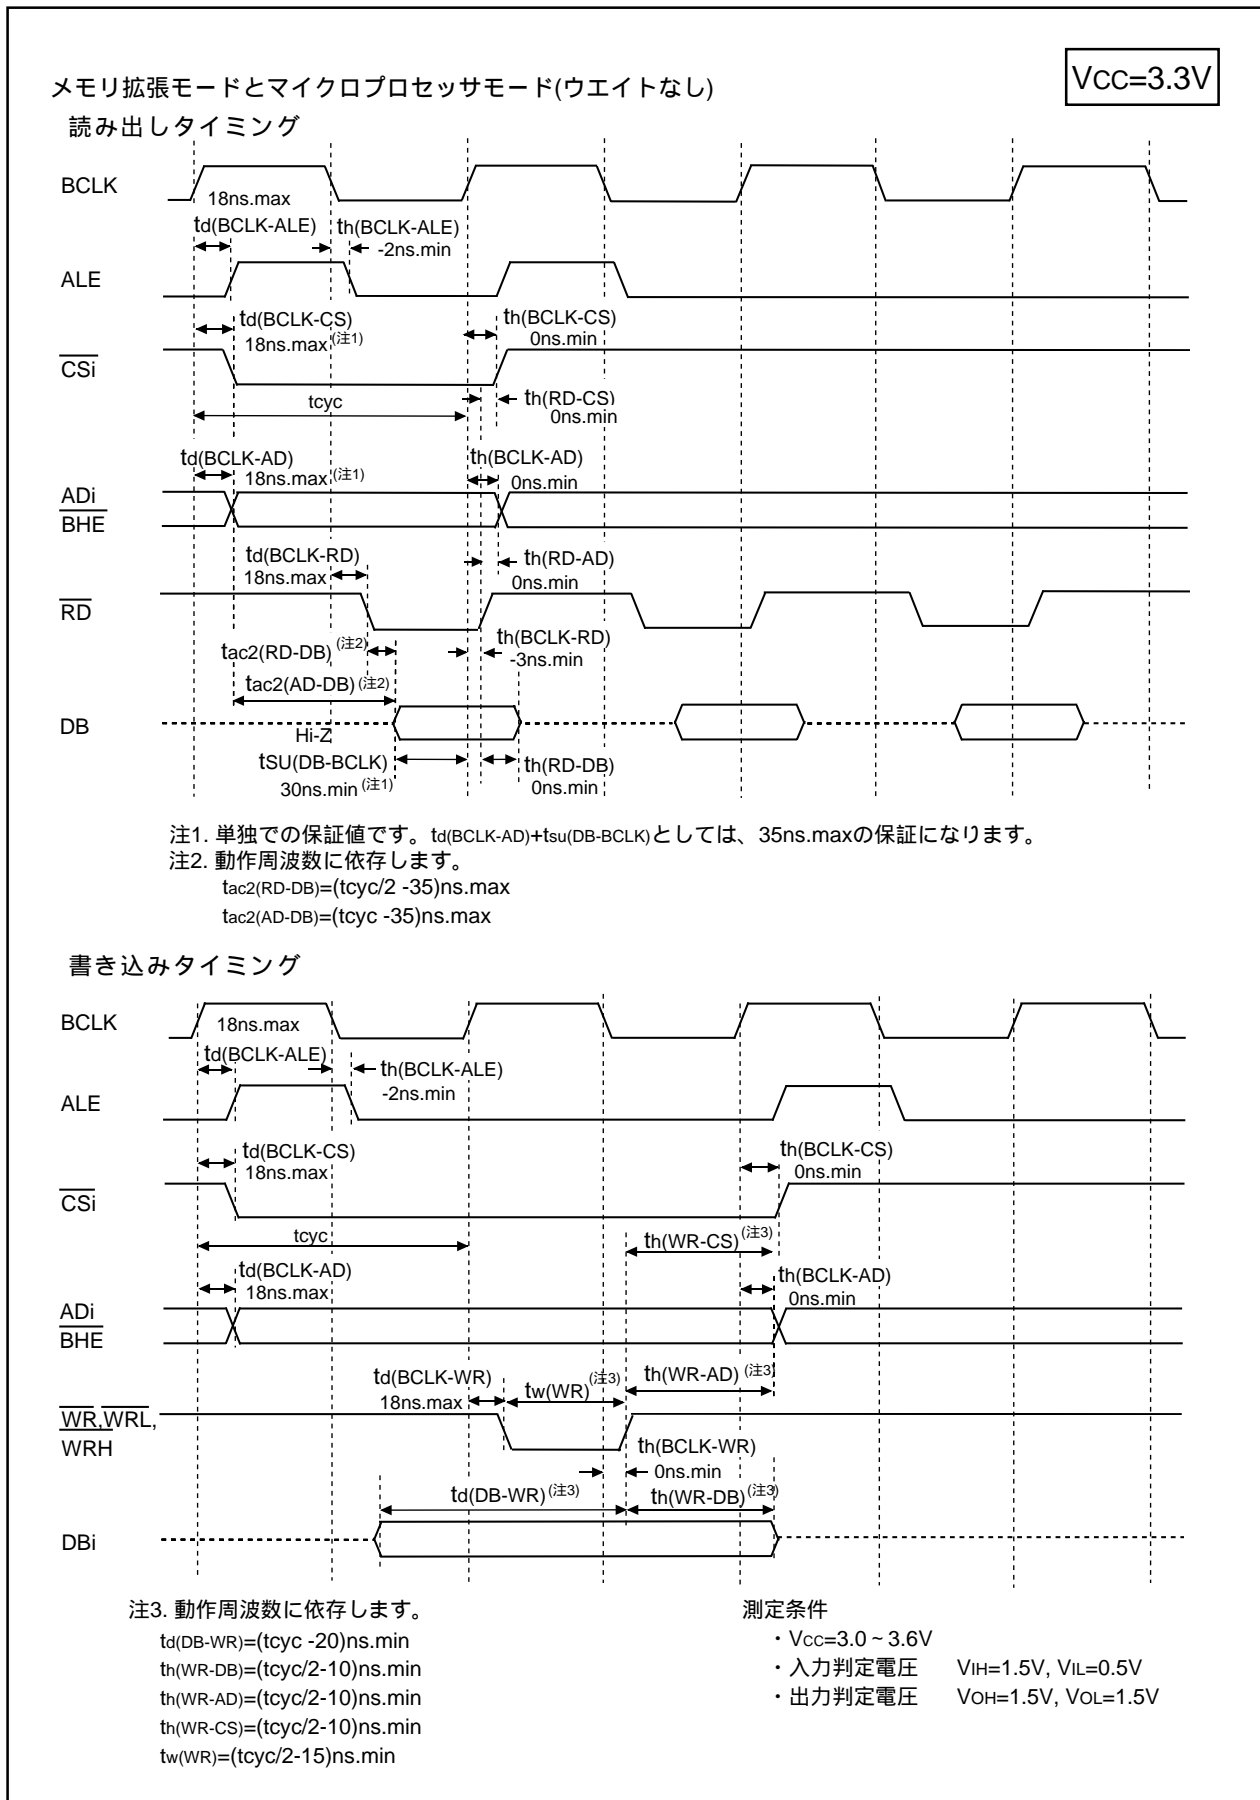 VCC=3.3V
メモリ拡張モードとマイクロプロセッサモード(ウエイトなし)
読み出しタイミング
BCLK
18ns.max
td(BCLK-ALE)
th(BCLK-ALE)
-2ns.min
ALE
td(BCLK-CS)
18ns.max(注1)
th(BCLK-CS)
0ns.min
CSi
tcyc
th(RD-CS)
0ns.min
td(BCLK-AD)
18ns.max(注1)
th(BCLK-AD)
0ns.min
ADi
BHE
td(BCLK-RD)
18ns.max
th(RD-AD)
0ns.min
RD
th(BCLK-RD)
-3ns.min
tac2(RD-DB)(注2)
tac2(AD-DB)(注2)
DB
Hi-Z
tSU(DB-BCLK)
30ns.min(注1)
th(RD-DB)
0ns.min
注1. 単独での保証値です。td(BCLK-AD)+tsu(DB-BCLK)としては、35ns.maxの保証になります。
注2. 動作周波数に依存します。
tac2(RD-DB)=(tcyc/2 -35)ns.max
tac2(AD-DB)=(tcyc -35)ns.max
書き込みタイミング
BCLK
18ns.max
td(BCLK-ALE)
th(BCLK-ALE)
-2ns.min
ALE
td(BCLK-CS)
18ns.max
th(BCLK-CS)
0ns.min
CSi
tcyc
th(WR-CS)(注3)
td(BCLK-AD)
18ns.max
th(BCLK-AD)
0ns.min
ADi
BHE
td(BCLK-WR)
18ns.max
tw(WR)(注3)
th(WR-AD)(注3)
WR,WRL,
WRH
th(BCLK-WR)
0ns.min
td(DB-WR)(注3)
th(WR-DB)(注3)
DBi
注3. 動作周波数に依存します。
td(DB-WR)=(tcyc -20)ns.min
th(WR-DB)=(tcyc/2-10)ns.min
th(WR-AD)=(tcyc/2-10)ns.min
th(WR-CS)=(tcyc/2-10)ns.min
tw(WR)=(tcyc/2-15)ns.min
測定条件
・VCC=3.0～3.6V
・入力判定電圧 VIH=1.5V, VIL=0.5V
・出力判定電圧 VOH=1.5V, VOL=1.5V